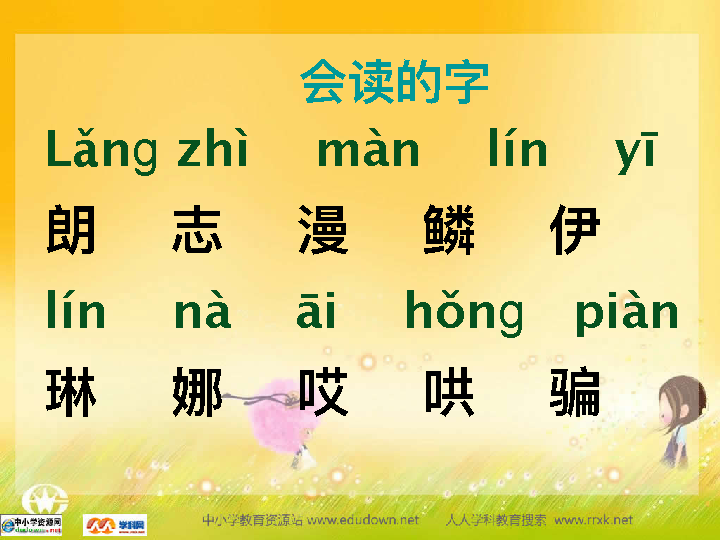 会读的字
Lǎng zhì màn lín yī
朗 志 漫 鳞 伊
lín nà āi hǒng piàn
琳 娜 哎 哄 骗
中小学资源网
学科网
中小学教育资源站 www.edudown.net 人人学科教育搜索 www.rrxk.net